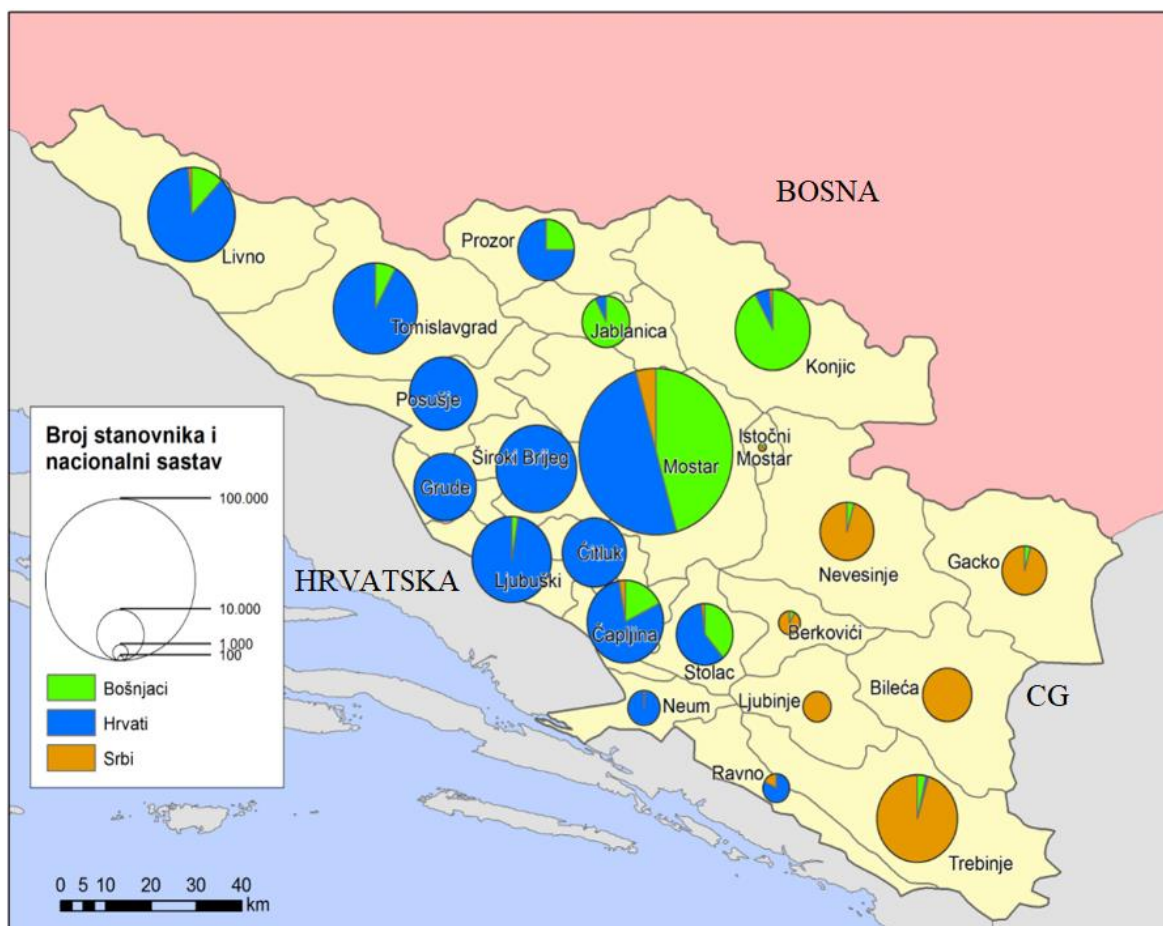 BOSNA
Livno
Prozor
Tomislavgrad
Jablanica
Konjic
Posušje
Široki Brijeg
Mostar
Istočni
Mostar
Grude
Ljubuški
Čitluk
Nevesinje
Gacko
HRVATSKA
Čapljina
Stolac
Berkovići
Neum
Ljubinje
Bileća
CG
Ravno
Trebinje
Broj stanovnika i
nacionalni sastav
100.000
10.000
1.000
100
Bošnjaci
Hrvati
Srbi
0 5 10 20 30 40
km